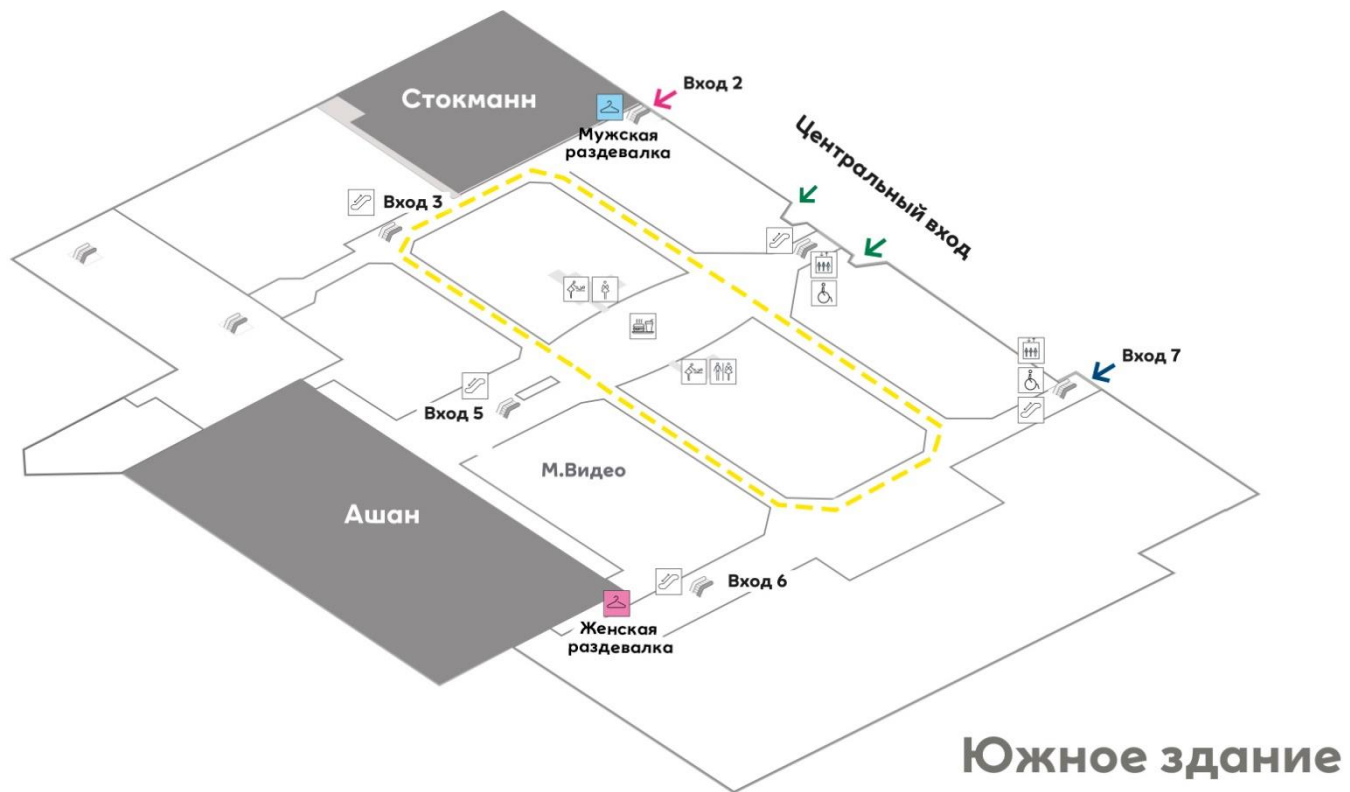 Стокманн
Вход 2
Мужская
раздевалка
Центральный вход
Вход 3
Вход 7
Вход 5
М.Видео
Ашан
Вход 6
Женская
раздевалка
Южное здание